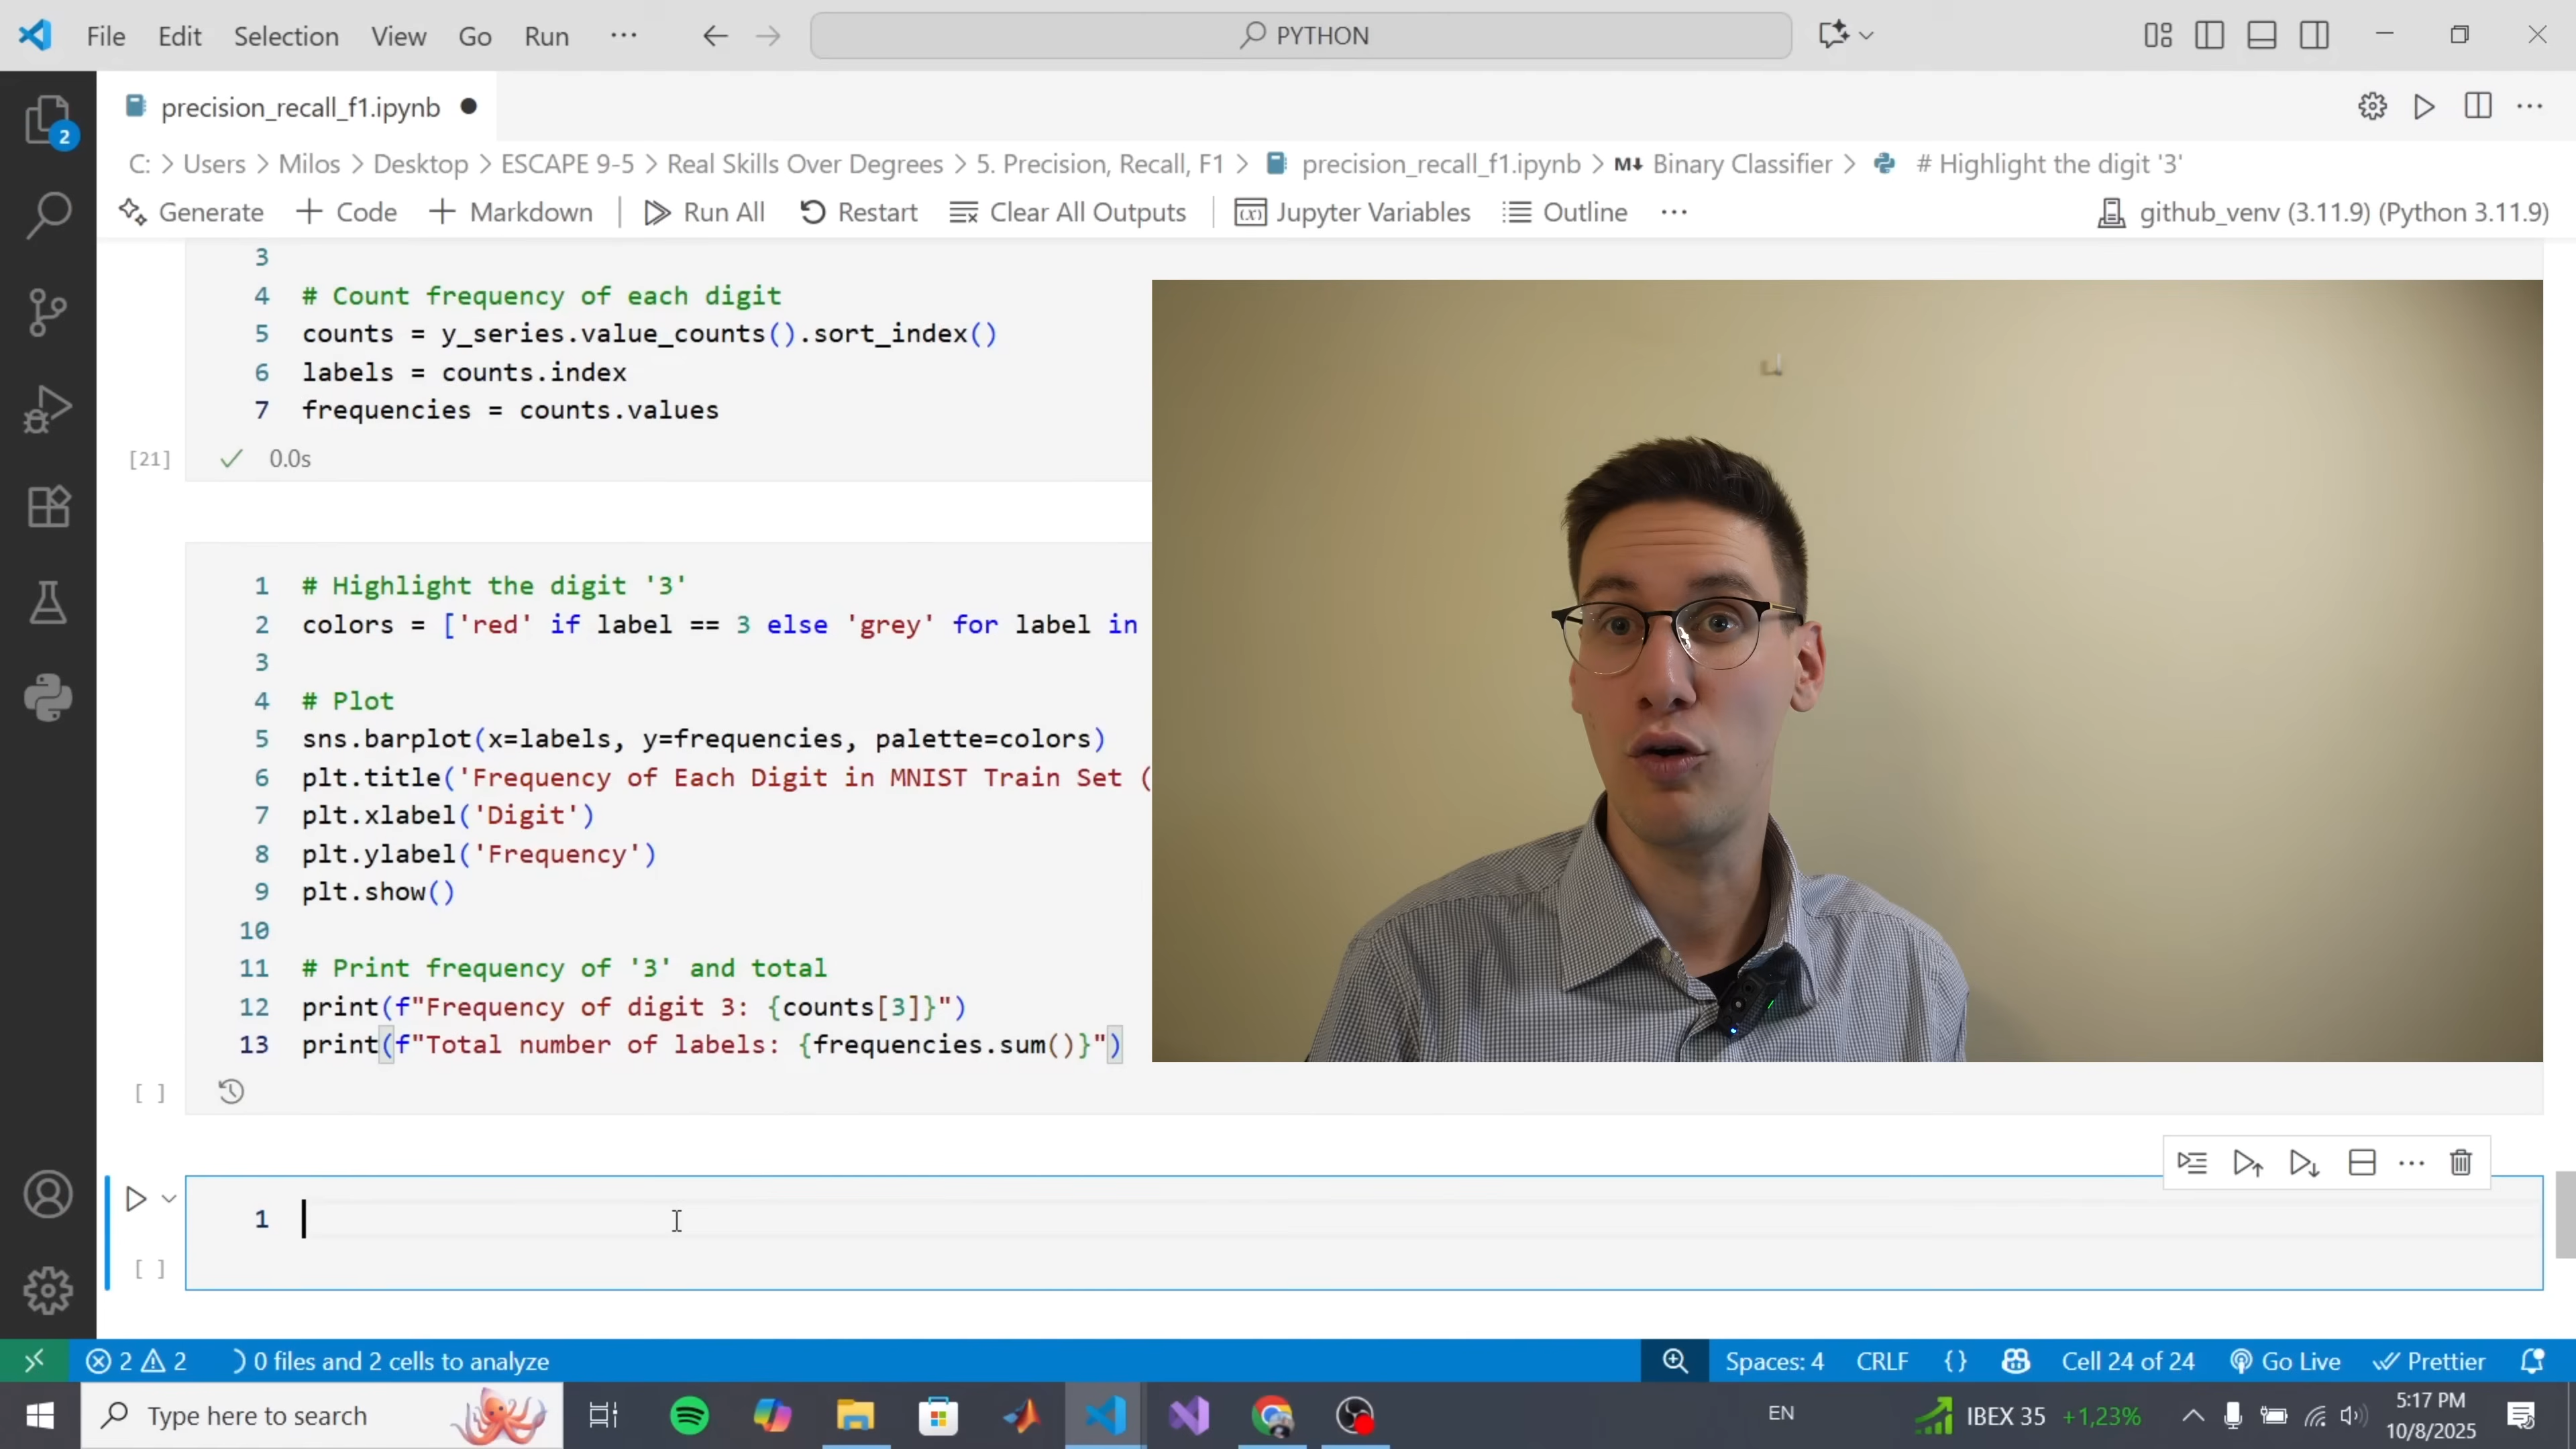 File Edit Selection View Go Run ··· PYTHON
precision_recall_f1.ipynb
C: > Users > Milos > Desktop > ESCAPE 9-5 > Real Skills Over Degrees > 5. Precision, Recall, F1 > precision_recall_f1.ipynb > M↓ Binary Classifier > # Highlight the digit '3'
Generate + Code + Markdown Run All Restart Clear All Outputs Jupyter Variables Outline ··· github_venv (3.11.9) (Python 3.11.9)
3
4 # Count frequency of each digit
5 counts = y_series.value_counts().sort_index()
6 labels = counts.index
7 frequencies = counts.values
[21] 0.0s
1 # Highlight the digit '3'
2 colors = ['red' if label == 3 else 'grey' for label in
3
4 # Plot
5 sns.barplot(x=labels, y=frequencies, palette=colors)
6 plt.title('Frequency of Each Digit in MNIST Train Set (
7 plt.xlabel('Digit')
8 plt.ylabel('Frequency')
9 plt.show()
10
11 # Print frequency of '3' and total
12 print(f"Frequency of digit 3: {counts[3]}")
13 print(f"Total number of labels: {frequencies.sum()}")
[ ]
1
[ ]
2 2 0 files and 2 cells to analyze Spaces: 4 CRLF {} Cell 24 of 24 Go Live Prettier
Type here to search EN IBEX 35 +1,23% 5:17 PM
10/8/2025
2